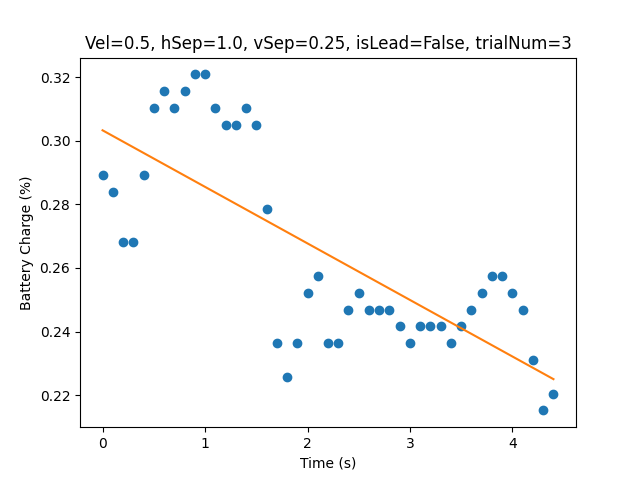 Vel=0.5, hSep=1.0, vSep=0.25, isLead=False, trialNum=3
0.32
0.30
0.28
0.26
0.24
0.22
Battery Charge (%)
0 1 2 3 4
Time (s)